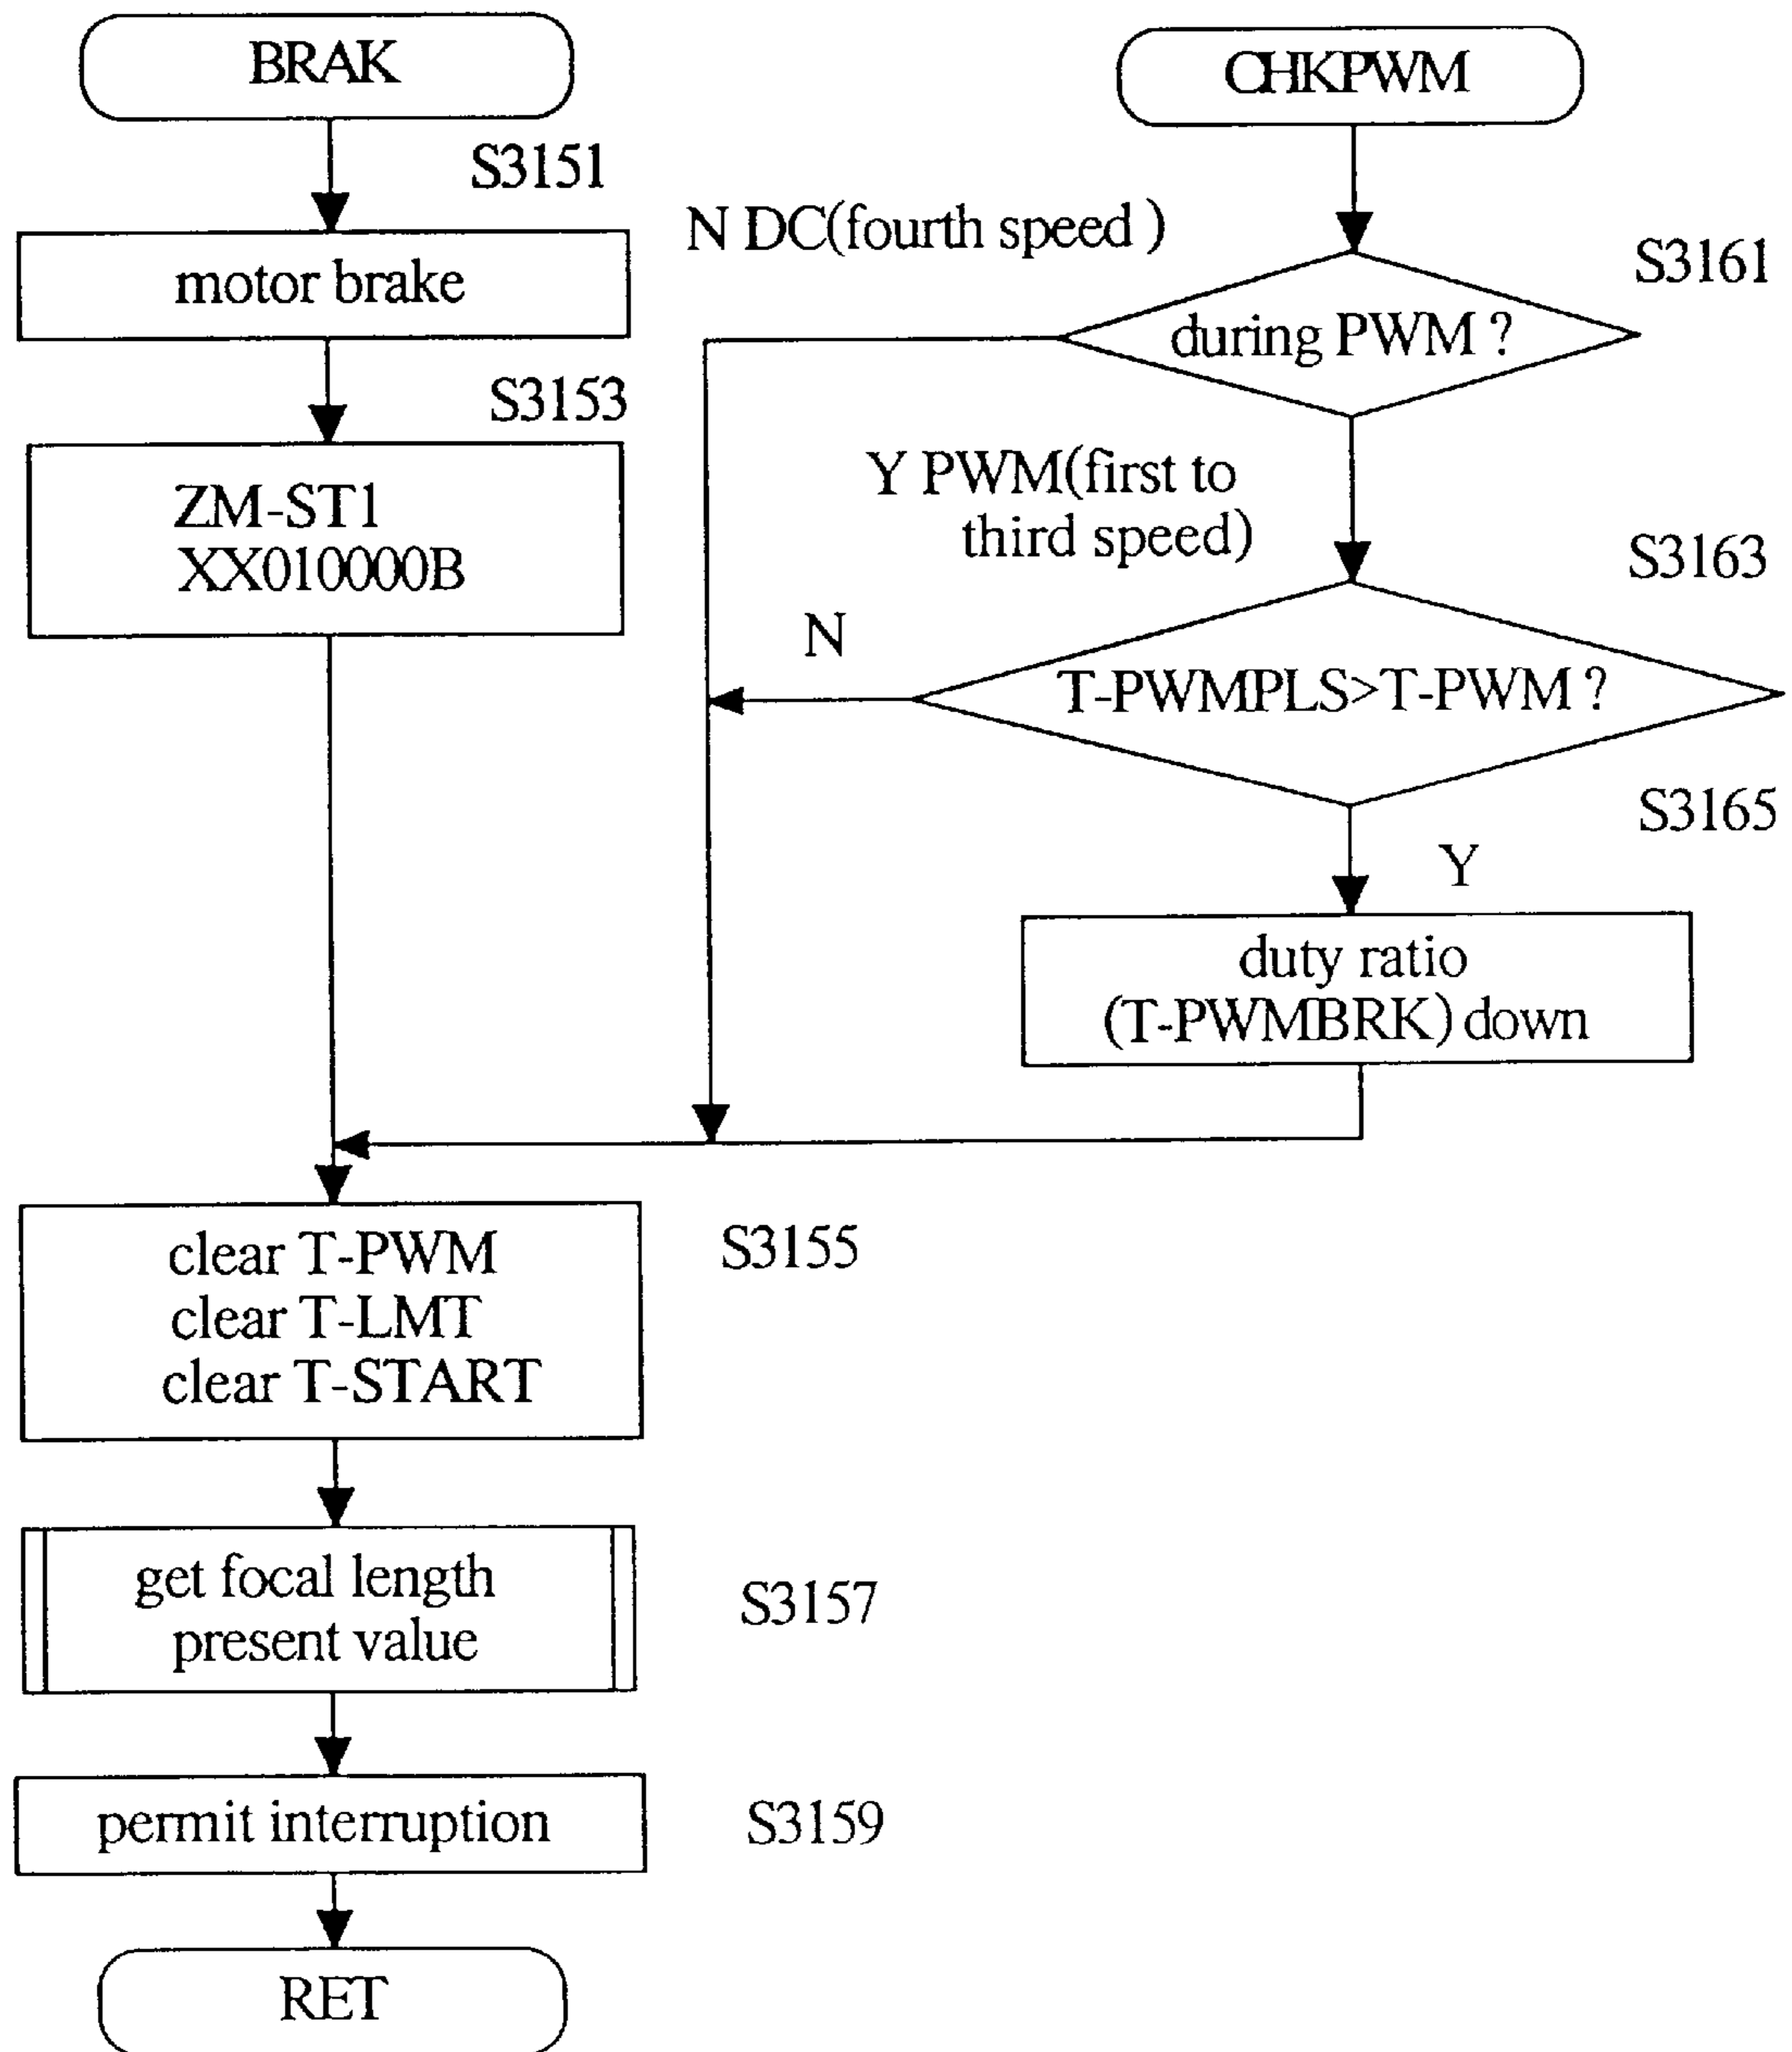 BRAK
S3151
motor brake
S3153
ZM-ST1
XX010000B
CHKPWM
N DC(fourth speed )
S3161
during PWM ?
Y PWM(first to
third speed)
S3163
N
T-PWMPLS>T-PWM ?
S3165
Y
duty ratio
(T-PWMBRK) down
clear T-PWM
clear T-LMT
clear T-START
S3155
get focal length
present value
S3157
permit interruption
S3159
RET